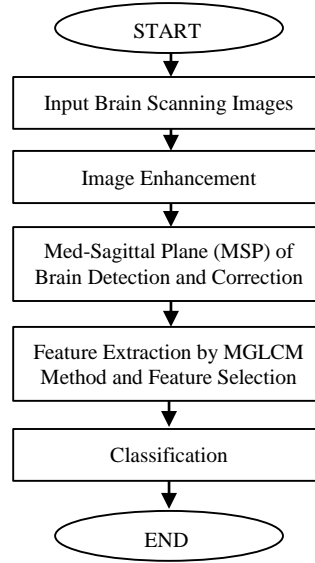 START
Input Brain Scanning Images
Image Enhancement
Med-Sagittal Plane (MSP) of
Brain Detection and Correction
Feature Extraction by MGLCM
Method and Feature Selection
Classification
END